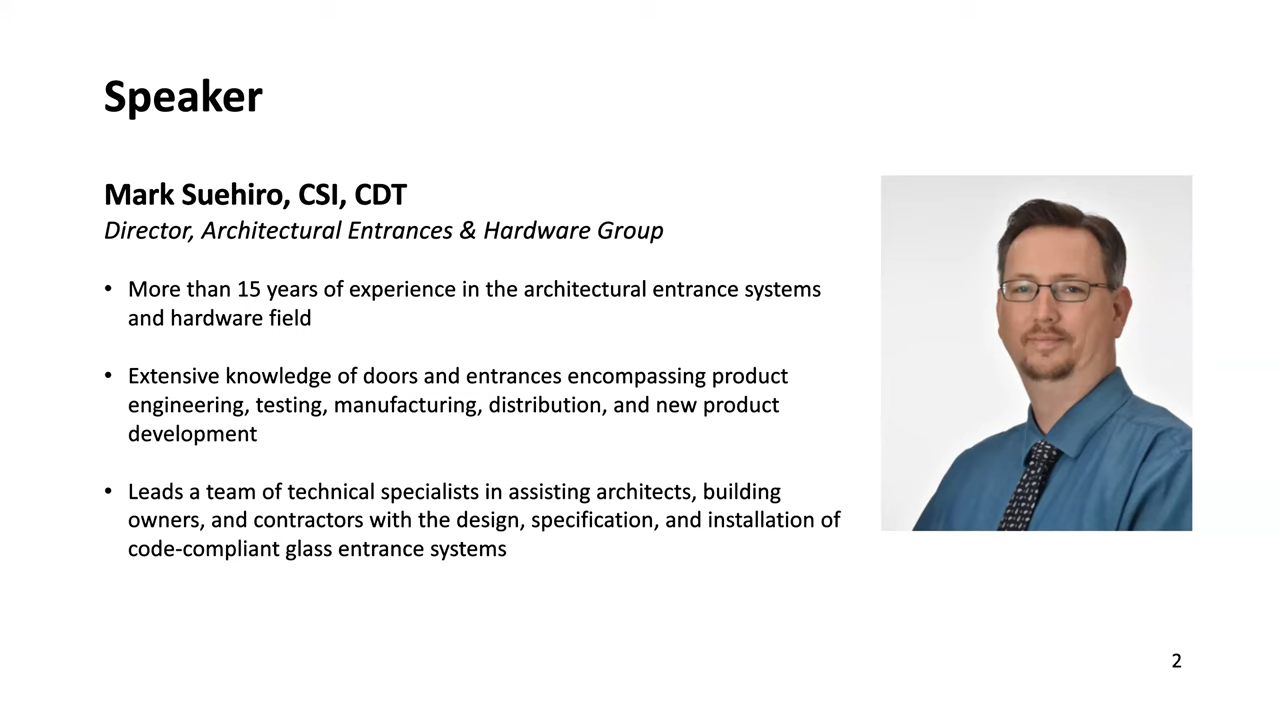 Speaker
Mark Suehiro, CSI, CDT
Director, Architectural Entrances & Hardware Group
• More than 15 years of experience in the architectural entrance systems
and hardware field
• Extensive knowledge of doors and entrances encompassing product
engineering, testing, manufacturing, distribution, and new product
development
• Leads a team of technical specialists in assisting architects, building
owners, and contractors with the design, specification, and installation of
code-compliant glass entrance systems
2